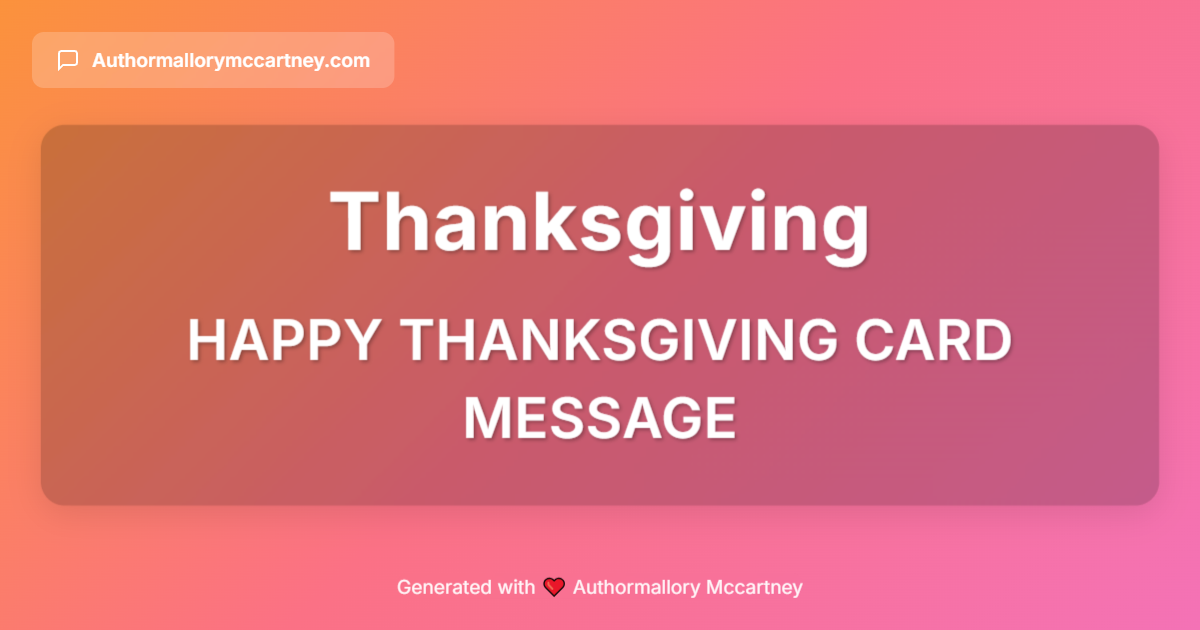 Authormallorymccartney.com
Thanksgiving
HAPPY THANKSGIVING CARD
MESSAGE
Generated with ❤️ Authormallory Mccartney